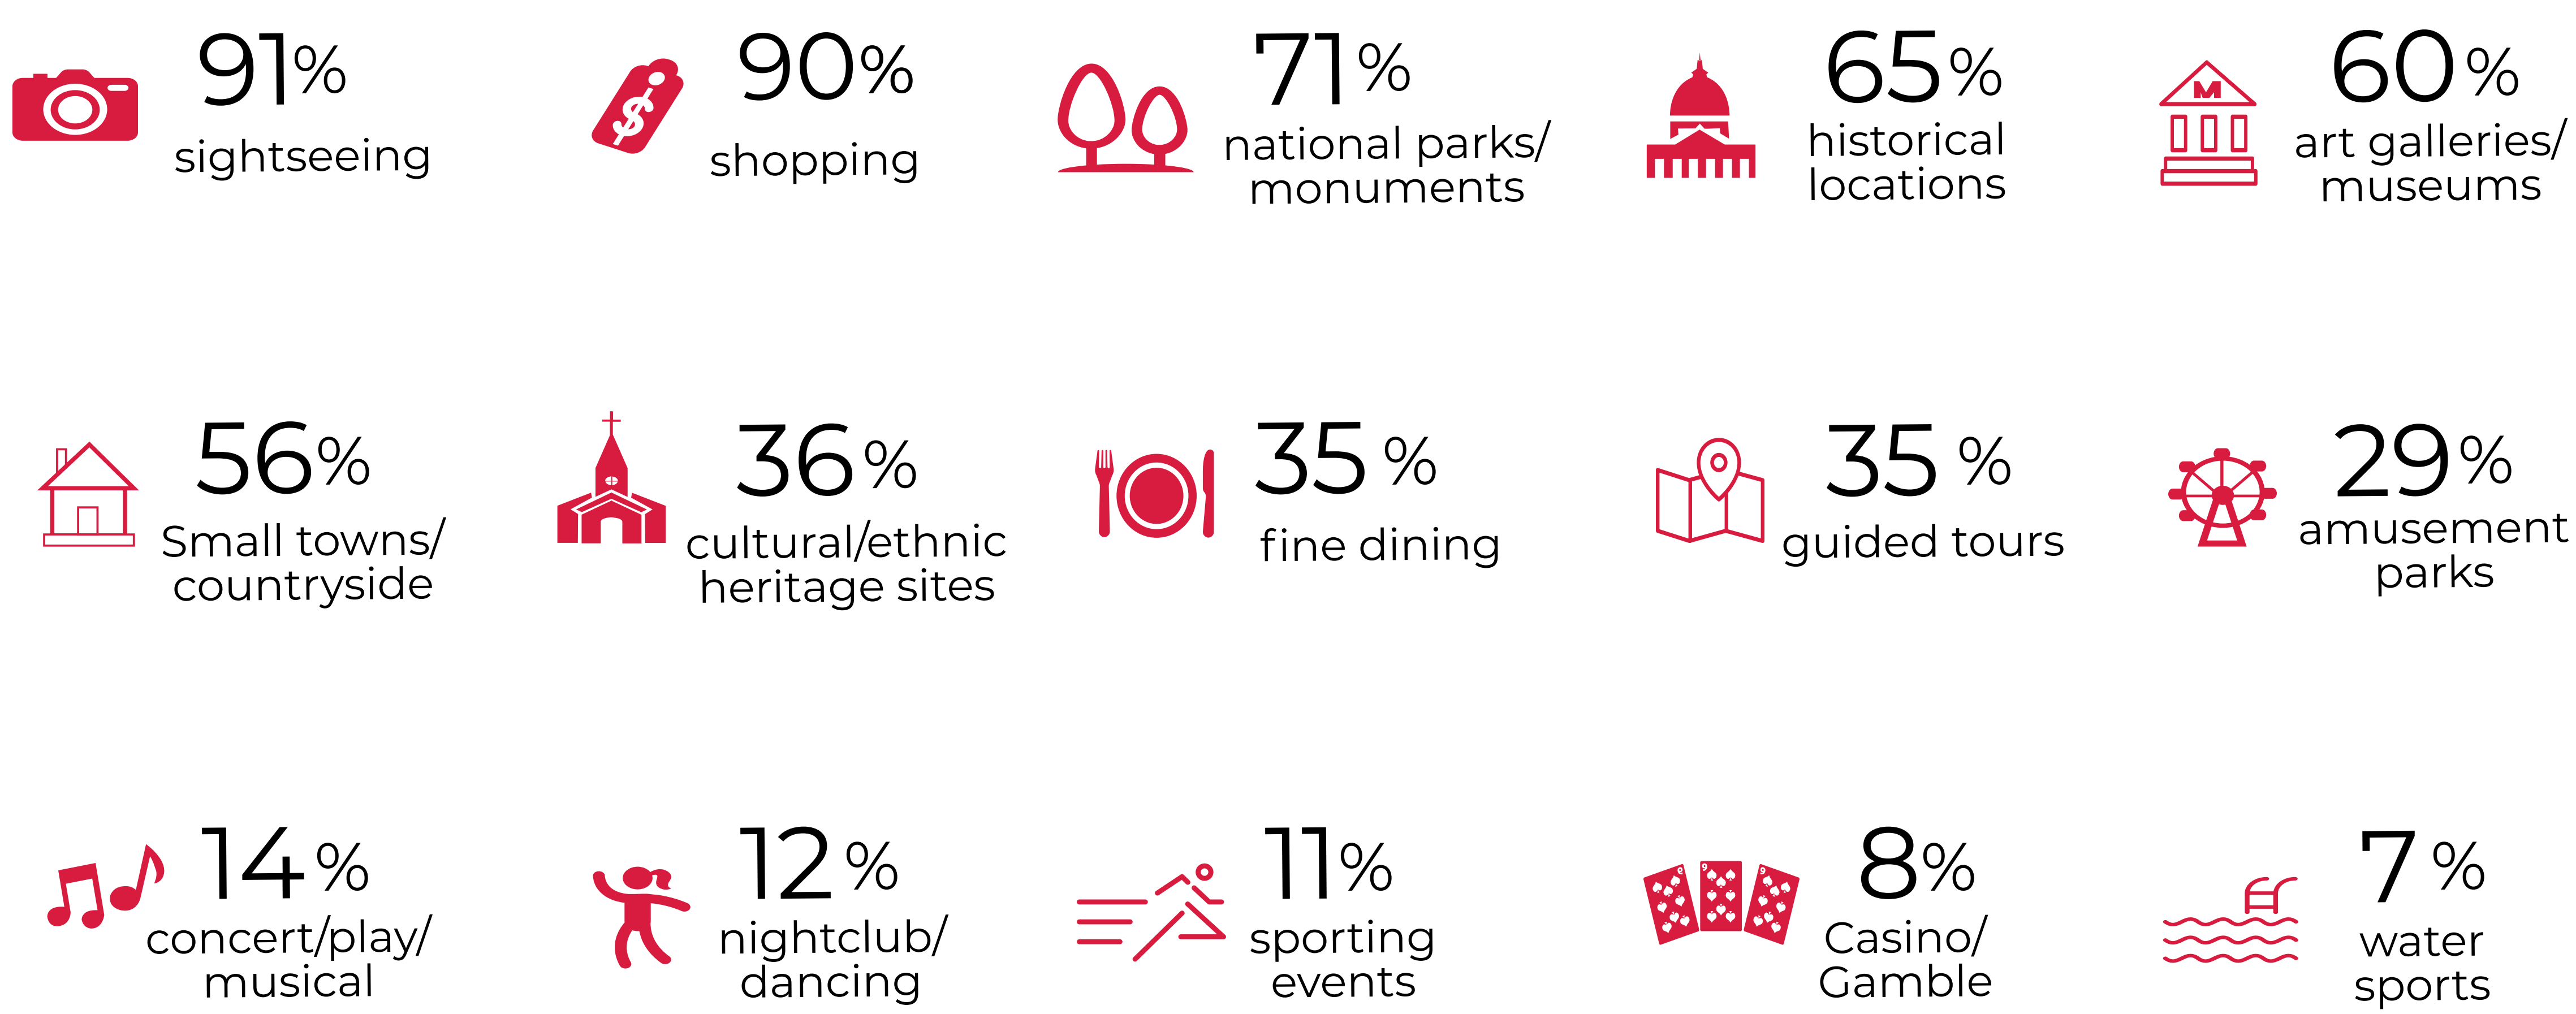 91%
sightseeing
90%
shopping
71%
national parks/
monuments
65%
historical
locations
M
60%
art galleries/
museums
56%
Small towns/
countryside
36%
cultural/ethnic
heritage sites
35%
fine dining
35%
guided tours
29%
amusement
parks
14%
concert/play/
musical
12%
nightclub/
dancing
11%
sporting
events
8%
Casino/
Gamble
7%
water
sports